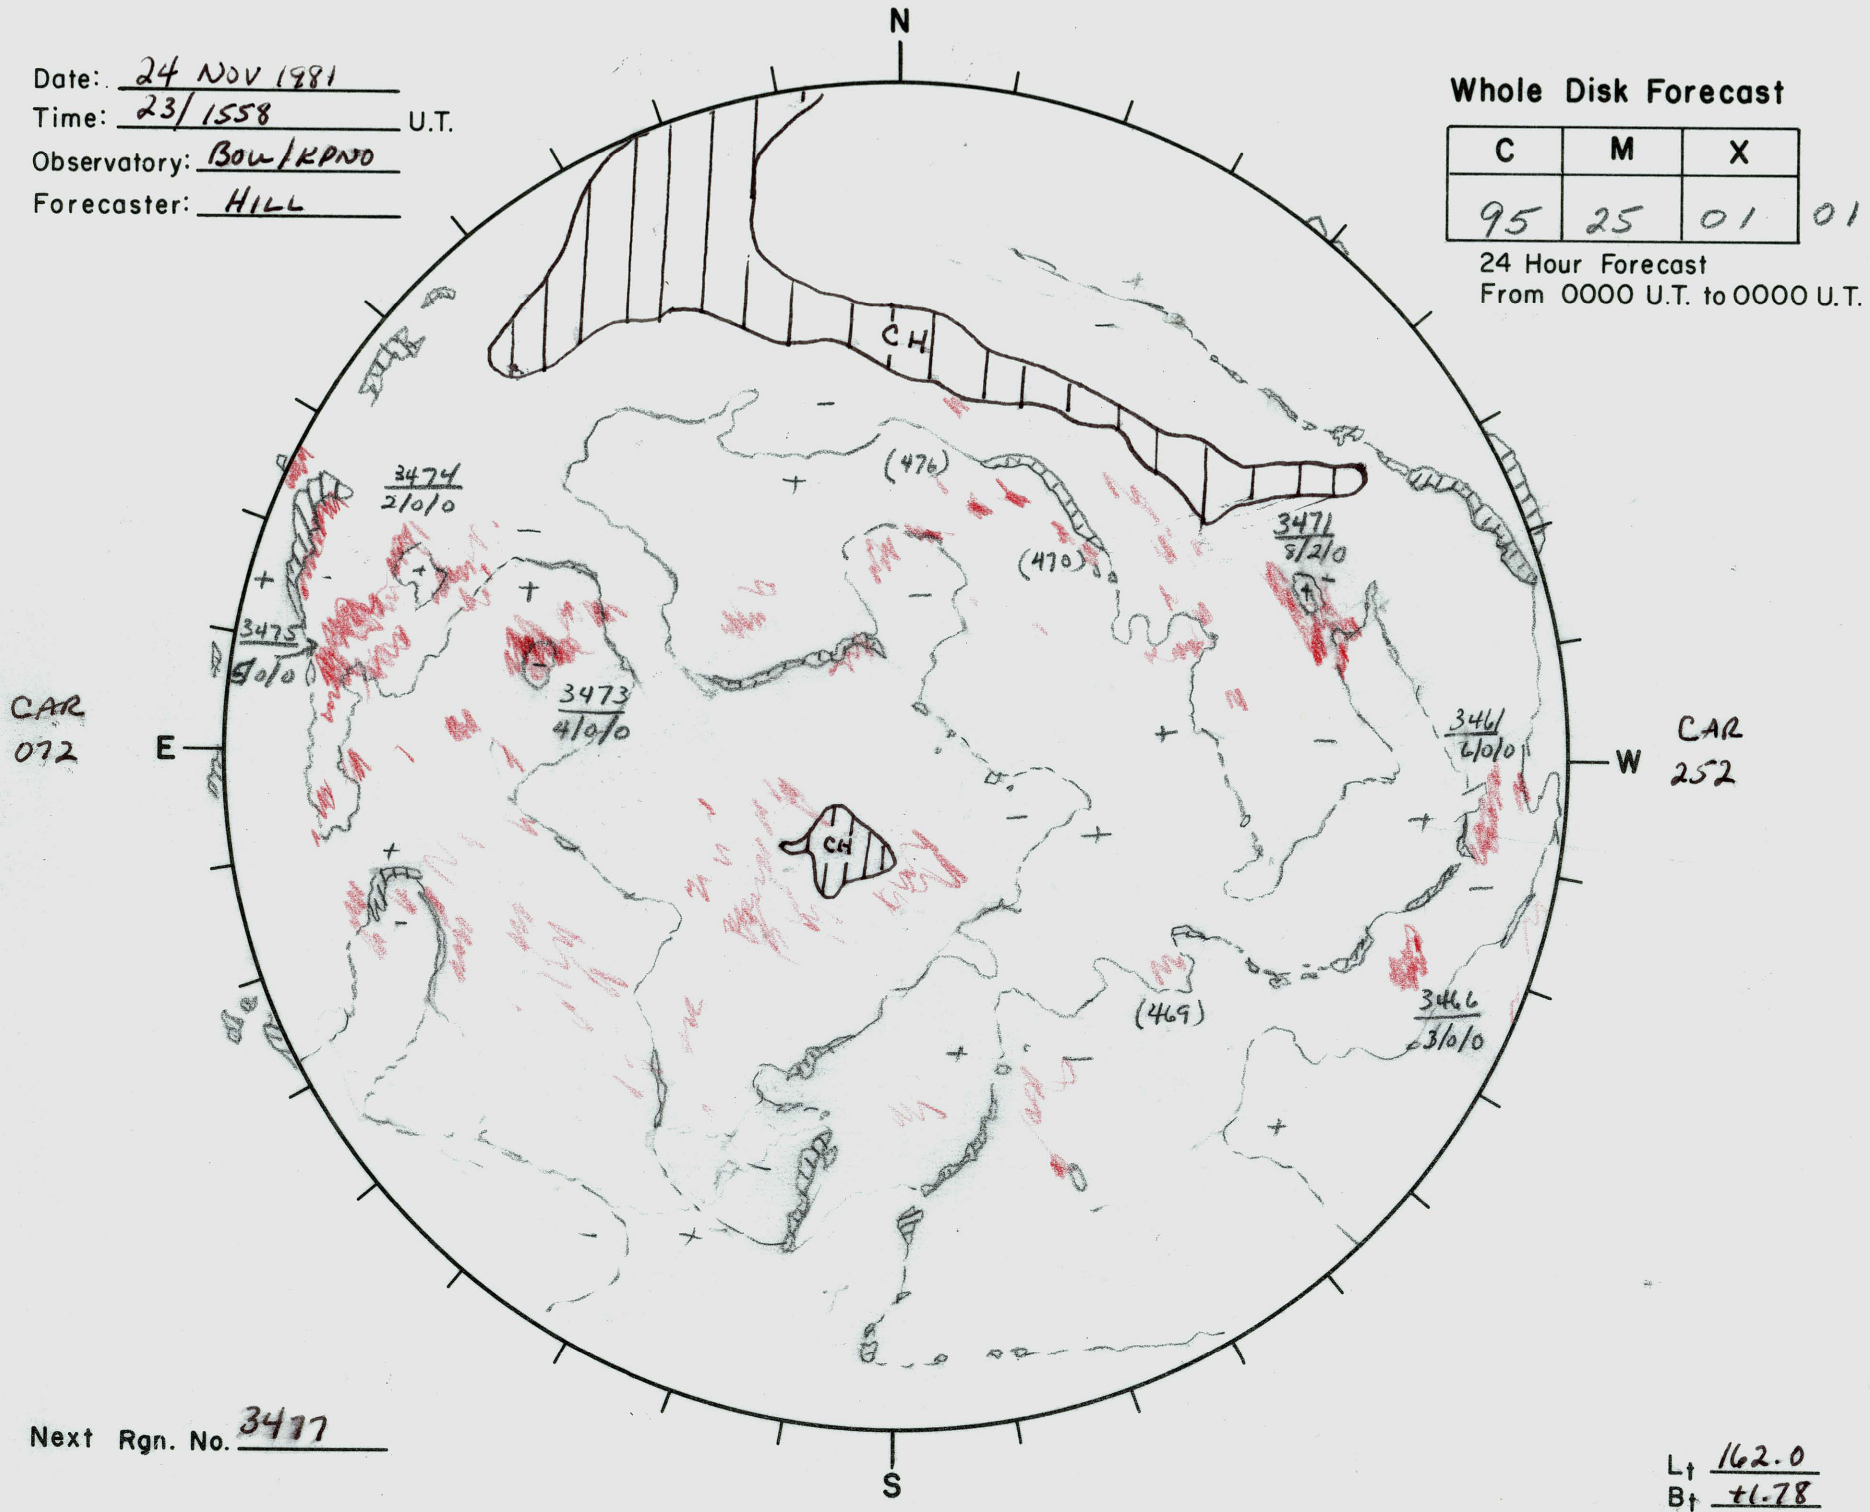 N
Date: 24 NOV 1981
Time: 23/1558 U.T.
Observatory: BOU/KPNO
Forecaster: HILL
Whole Disk Forecast
C M X
95 25 01 01
24 Hour Forecast
From 0000 U.T. to 0000 U.T.
CH
(476)
3474
2/0/0
3471
8/2/0
(470)
3475
5/0/0
3473
4/0/0
3461
6/0/0
CAR
072
E
W
CAR
252
CH
(469)
3466
3/0/0
Next Rgn. No. 3477
S
Lt 162.0
Bt +1.78